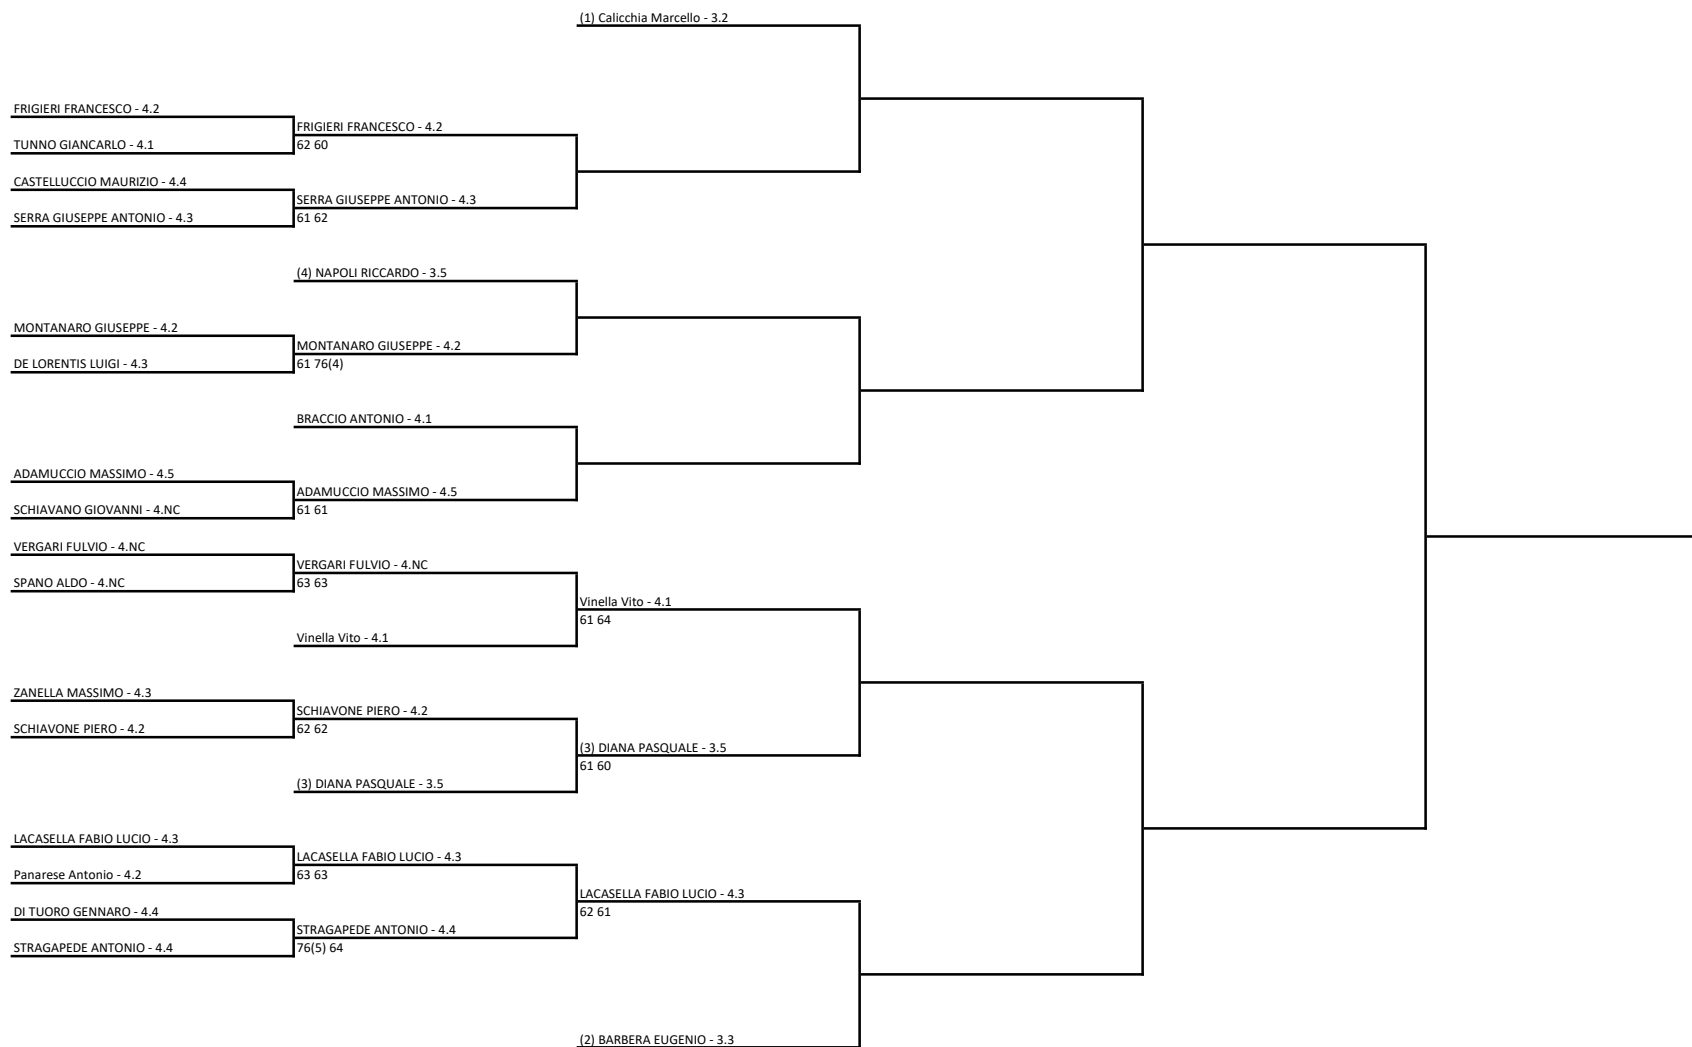 (1) Calicchia Marcello - 3.2
FRIGIERI FRANCESCO - 4.2
FRIGIERI FRANCESCO - 4.2
TUNNO GIANCARLO - 4.1
62 60
CASTELLUCCIO MAURIZIO - 4.4
SERRA GIUSEPPE ANTONIO - 4.3
SERRA GIUSEPPE ANTONIO - 4.3
61 62
(4) NAPOLI RICCARDO - 3.5
MONTANARO GIUSEPPE - 4.2
MONTANARO GIUSEPPE - 4.2
DE LORENTIS LUIGI - 4.3
61 76(4)
BRACCIO ANTONIO - 4.1
ADAMUCCIO MASSIMO - 4.5
ADAMUCCIO MASSIMO - 4.5
SCHIAVANO GIOVANNI - 4.NC
61 61
VERGARI FULVIO - 4.NC
VERGARI FULVIO - 4.NC
SPANO ALDO - 4.NC
63 63
Vinella Vito - 4.1
61 64
Vinella Vito - 4.1
ZANELLA MASSIMO - 4.3
SCHIAVONE PIERO - 4.2
SCHIAVONE PIERO - 4.2
62 62
(3) DIANA PASQUALE - 3.5
61 60
(3) DIANA PASQUALE - 3.5
LACASELLA FABIO LUCIO - 4.3
LACASELLA FABIO LUCIO - 4.3
Panarese Antonio - 4.2
63 63
LACASELLA FABIO LUCIO - 4.3
62 61
DI TUORO GENNARO - 4.4
STRAGAPEDE ANTONIO - 4.4
STRAGAPEDE ANTONIO - 4.4
76(5) 64
(2) BARBERA EUGENIO - 3.3